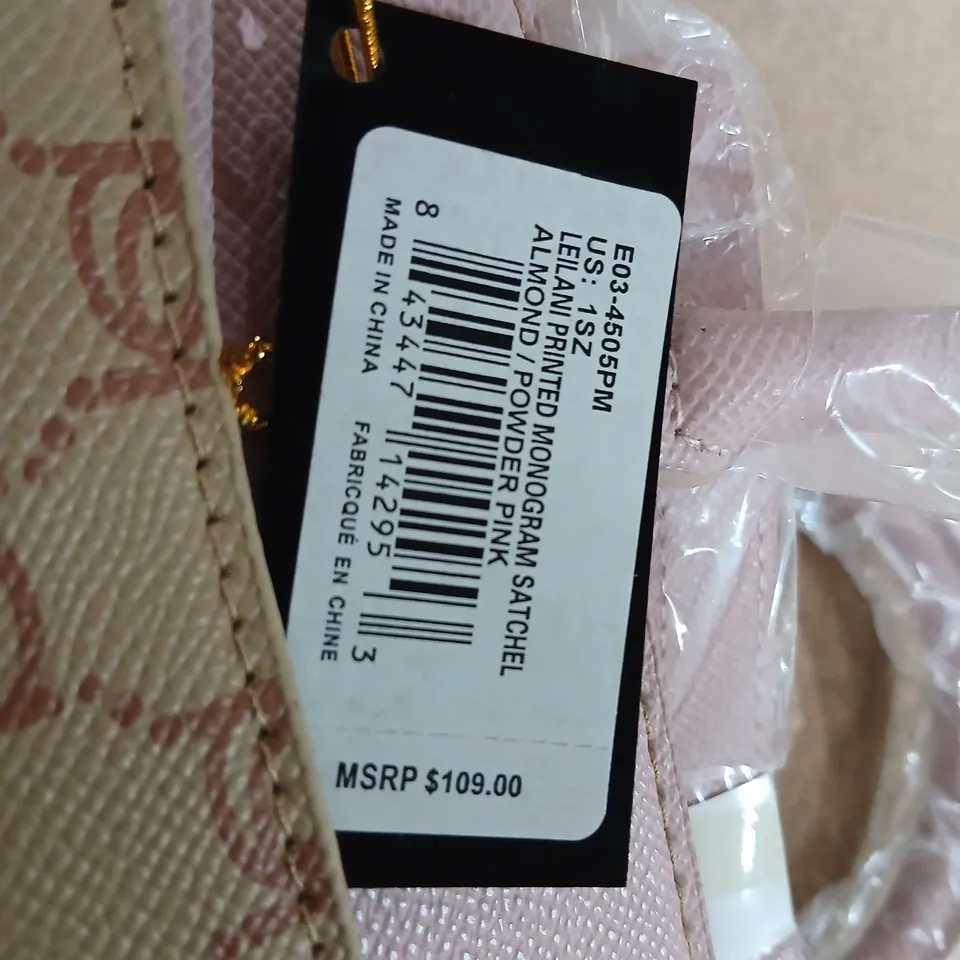 E03-4505PM
US: 1SZ
LEILANI PRINTED MONOGRAM SATCHEL
ALMOND / POWDER PINK
8 43447 14295 3
MADE IN CHINA FABRICQUÉ EN CHINE
MSRP $109.00